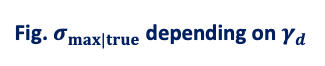 Fig. σmax|true depending on γd